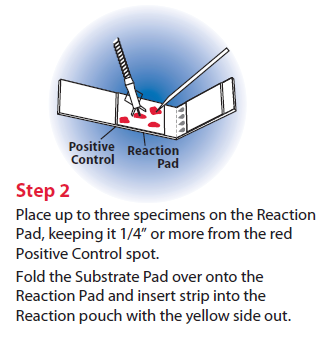 Positive Reaction
Control Pad
Step 2
Place up to three specimens on the Reaction
Pad, keeping it 1/4” or more from the red
Positive Control spot.
Fold the Substrate Pad over onto the
Reaction Pad and insert strip into the
Reaction pouch with the yellow side out.